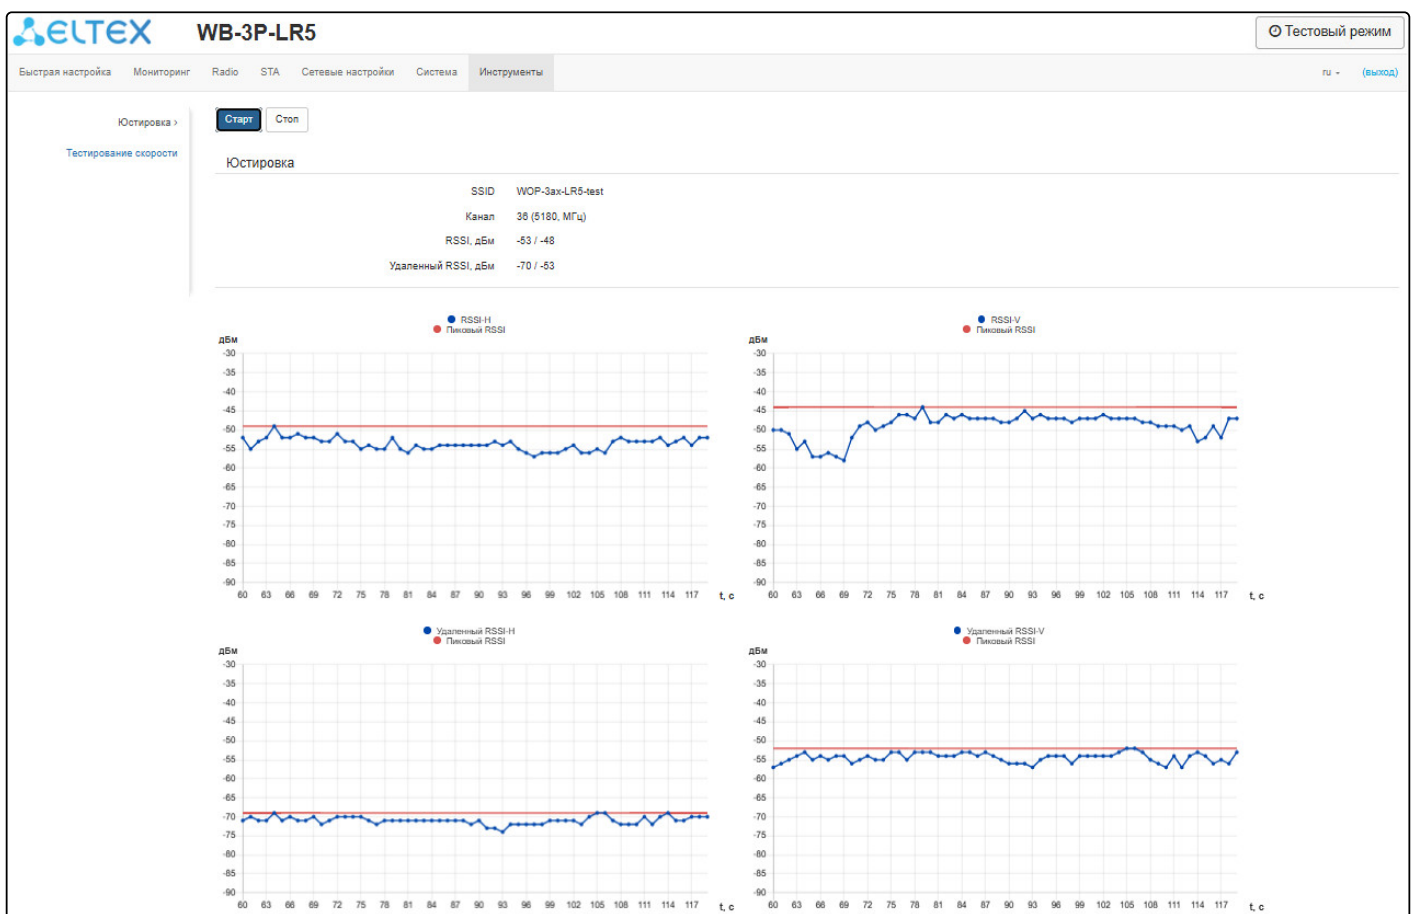 ELTEX WB-3P-LR5 Тестовый режим
Быстрая настройка Мониторинг Radio STA Сетевые настройки Система Инструменты ru (выход)
Юстировка › Старт Стоп
Тестирование скорости
Юстировка
SSID WOP-3ax-LR5-test
Канал 36 (5180, МГц)
RSSI, дБм -53 / -48
Удаленный RSSI, дБм -70 / -53
RSSI-H
Пиковый RSSI
дБм
-30
-35
-40
-45
-50
-55
-60
-65
-70
-75
-80
-85
-90
60 63 66 69 72 75 78 81 84 87 90 93 96 99 102 105 108 111 114 117 t, с
RSSI-V
Пиковый RSSI
дБм
-30
-35
-40
-45
-50
-55
-60
-65
-70
-75
-80
-85
-90
60 63 66 69 72 75 78 81 84 87 90 93 96 99 102 105 108 111 114 117 t, с
Удаленный RSSI-H
Пиковый RSSI
дБм
-30
-35
-40
-45
-50
-55
-60
-65
-70
-75
-80
-85
-90
60 63 66 69 72 75 78 81 84 87 90 93 96 99 102 105 108 111 114 117 t, с
Удаленный RSSI-V
Пиковый RSSI
дБм
-30
-35
-40
-45
-50
-55
-60
-65
-70
-75
-80
-85
-90
60 63 66 69 72 75 78 81 84 87 90 93 96 99 102 105 108 111 114 117 t, с